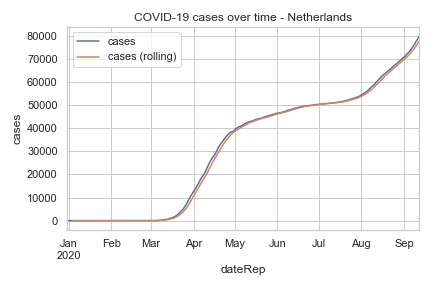 COVID-19 cases over time - Netherlands
cases
cases (rolling)
80000
70000
60000
50000
40000
30000
20000
10000
0
cases
Jan Feb Mar Apr May Jun Jul Aug Sep
2020
dateRep